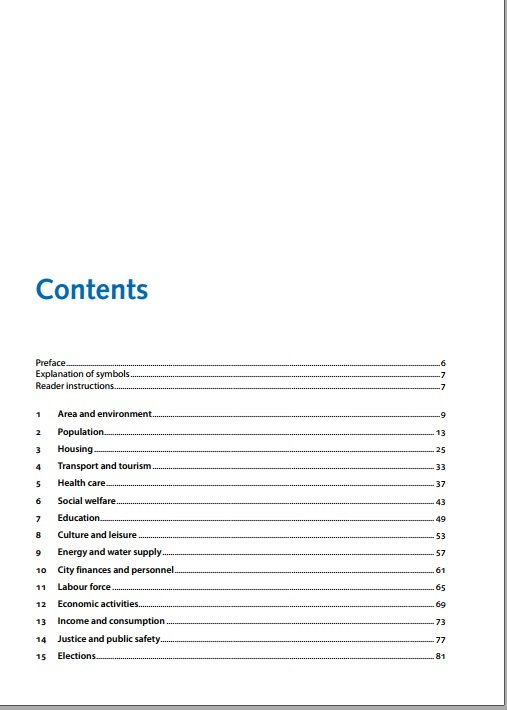 Contents
Preface 6
Explanation of symbols 7
Reader instructions 7
1 Area and environment 9
2 Population 13
3 Housing 25
4 Transport and tourism 33
5 Health care 37
6 Social welfare 43
7 Education 49
8 Culture and leisure 53
9 Energy and water supply 57
10 City finances and personnel 61
11 Labour force 65
12 Economic activities 69
13 Income and consumption 73
14 Justice and public safety 77
15 Elections 81